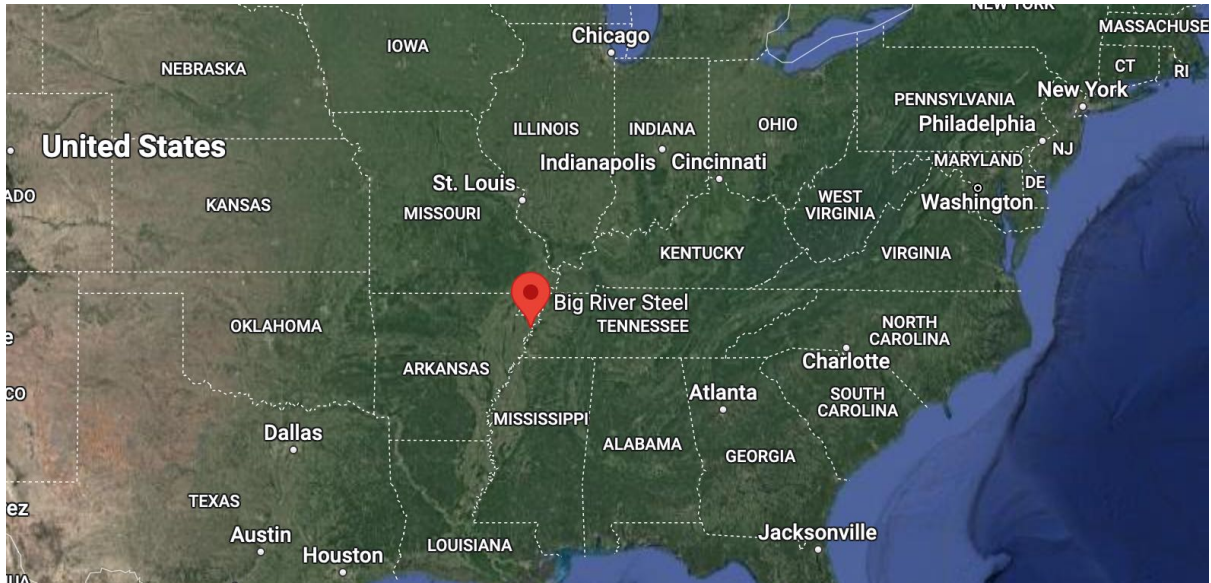 NEW YORK
MASSACHUSE
Chicago
IOWA
NEBRASKA
CT
RI
New York
PENNSYLVANIA
Philadelphia
ILLINOIS
INDIANA
OHIO
United States
NJ
Indianapolis
Cincinnati
MARYLAND
St. Louis
DE
ADO
KANSAS
MISSOURI
WEST
VIRGINIA
Washington
KENTUCKY
VIRGINIA
Big River Steel
OKLAHOMA
TENNESSEE
NORTH
CAROLINA
Charlotte
ARKANSAS
CO
Atlanta
SOUTH
CAROLINA
MISSISSIPPI
Dallas
ALABAMA
GEORGIA
TEXAS
ez
Austin
Houston
LOUISIANA
Jacksonville